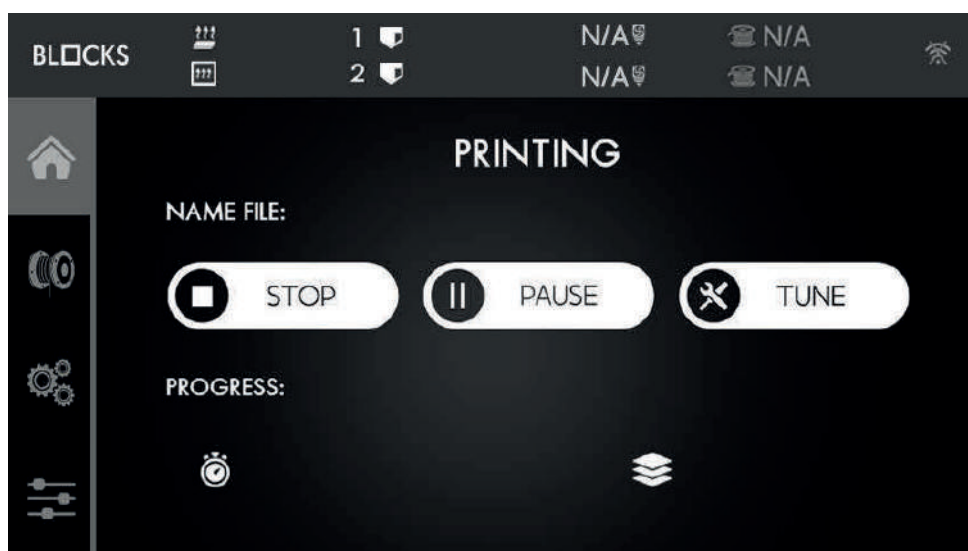 BLOCKS
1
2
N/A
N/A
N/A
N/A
PRINTING
NAME FILE:
STOP
PAUSE
TUNE
PROGRESS: